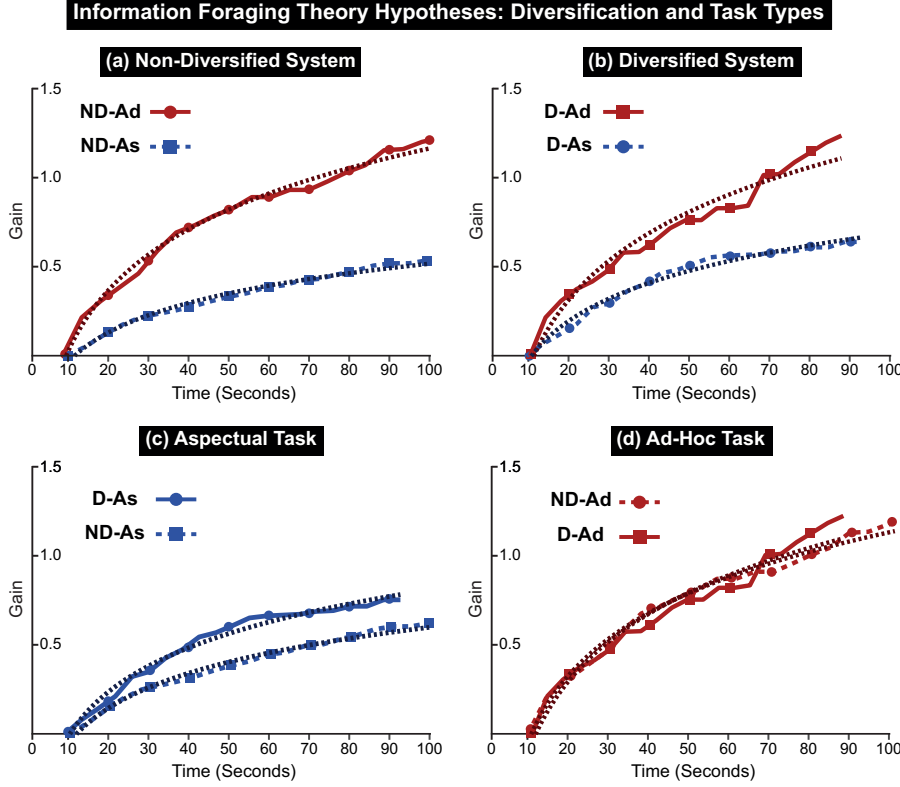 Information Foraging Theory Hypotheses: Diversification and Task Types
(a) Non-Diversified System
1.5
1.0
0.5
Gain
ND-Ad
ND-As
0 10 20 30 40 50 60 70 80 90 100
Time (Seconds)
(b) Diversified System
1.5
1.0
0.5
Gain
D-Ad
D-As
0 10 20 30 40 50 60 70 80 90 100
Time (Seconds)
(c) Aspectual Task
1.5
1.0
0.5
Gain
D-As
ND-As
0 10 20 30 40 50 60 70 80 90 100
Time (Seconds)
(d) Ad-Hoc Task
1.5
1.0
0.5
Gain
ND-Ad
D-Ad
0 10 20 30 40 50 60 70 80 90 100
Time (Seconds)